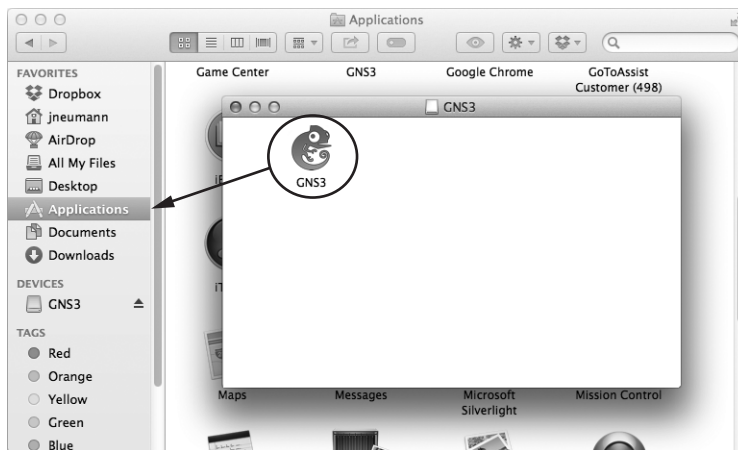 Applications
FAVORITES
Dropbox
jneumann
AirDrop
All My Files
Desktop
Applications
Documents
Downloads
DEVICES
GNS3
TAGS
Red
Orange
Yellow
Green
Blue
Game Center
GNS3
Google Chrome
GoToAssist
Customer (498)
GNS3
GNS3
Maps
Messages
Microsoft
Silverlight
Mission Control